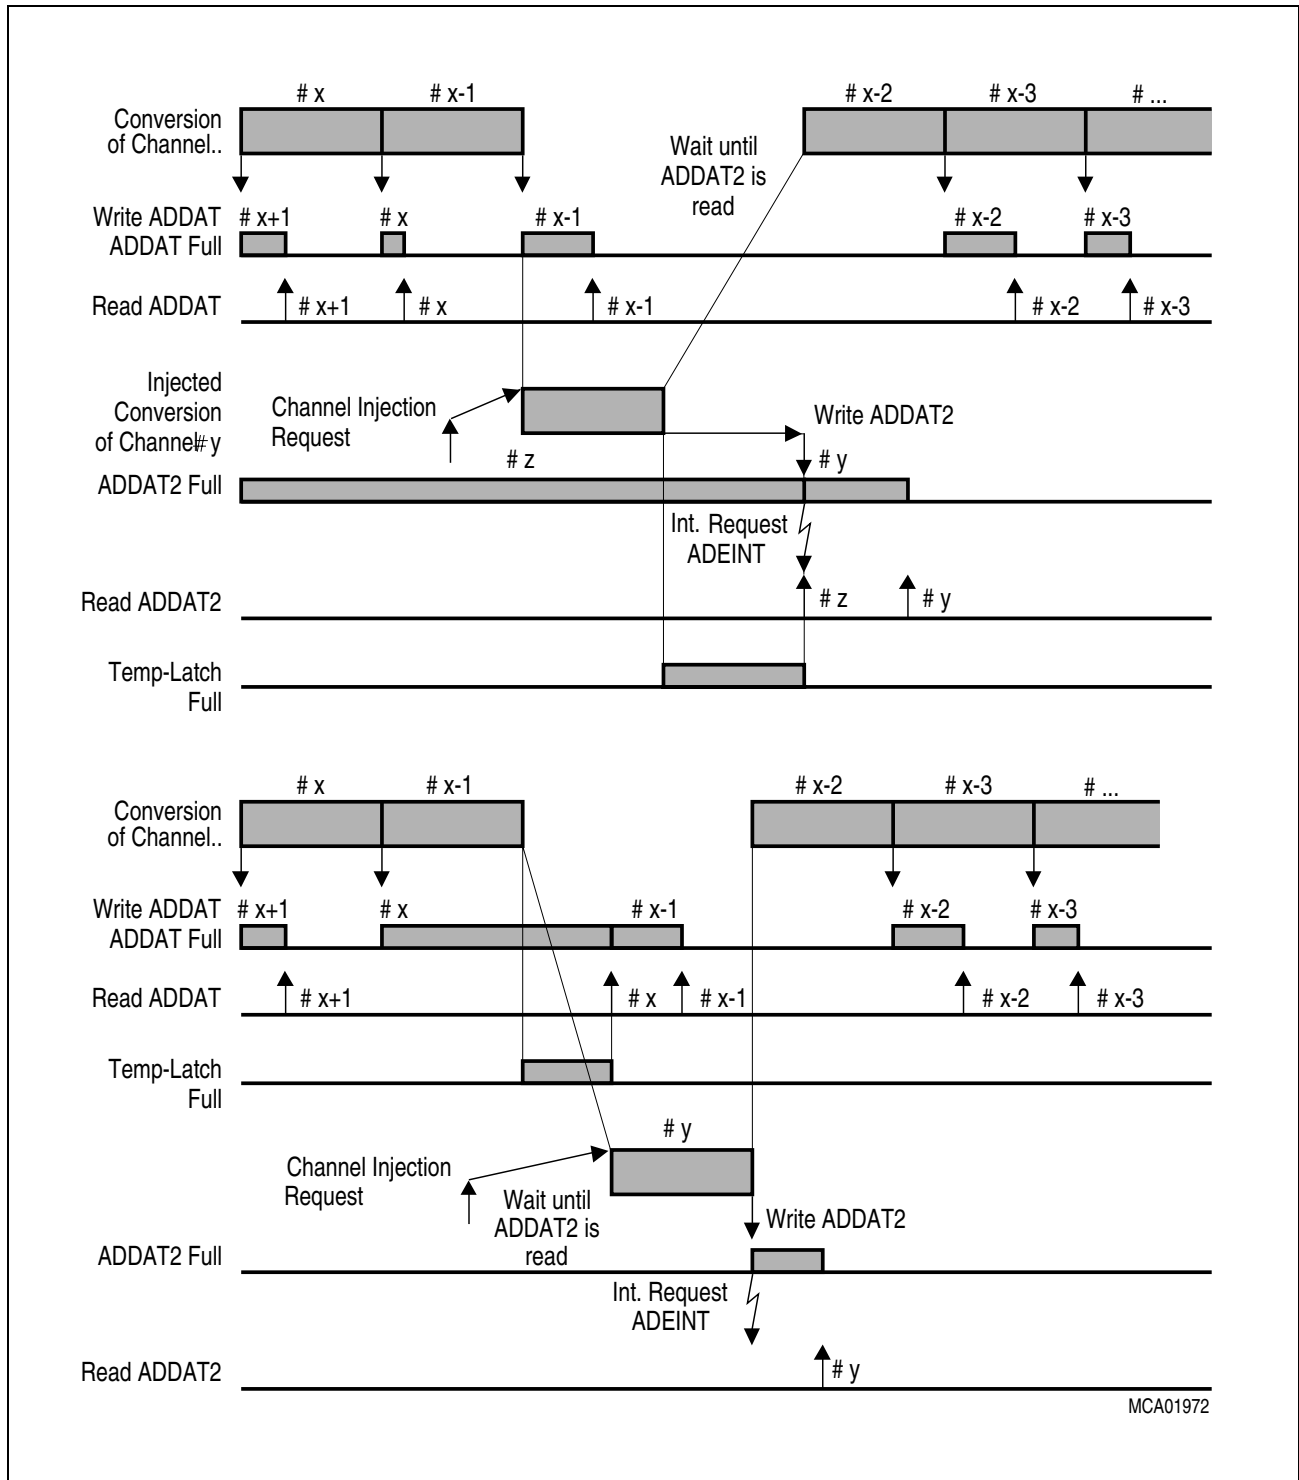 # x # x-1 # x-2 # x-3 # ...
Conversion
of Channel..
Wait until
ADDAT2 is
read
Write ADDAT # x+1 # x # x-1 # x-2 # x-3
ADDAT Full
Read ADDAT # x+1 # x # x-1 # x-2 # x-3
Injected
Conversion
of Channel# y
Channel Injection
Request
Write ADDAT2
# z # y
ADDAT2 Full
Int. Request
ADEINT
Read ADDAT2 # z # y
Temp-Latch
Full
# x # x-1 # x-2 # x-3 # ...
Conversion
of Channel..
Write ADDAT # x+1 # x # x-1 # x-2 # x-3
ADDAT Full
Read ADDAT # x+1 # x # x-1 # x-2 # x-3
Temp-Latch
Full
# y
Channel Injection
Request
Wait until
ADDAT2 is
read
Write ADDAT2
ADDAT2 Full
Int. Request
ADEINT
Read ADDAT2 # y
MCA01972